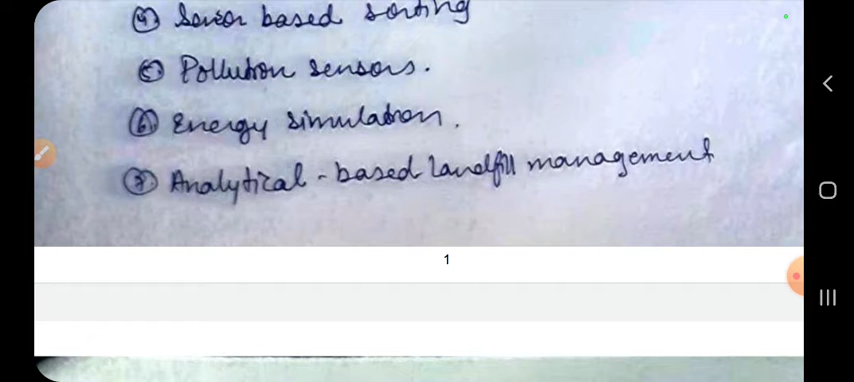 ④ Sensor based sorting
⑤ Pollution sensors.
⑥ Energy simulation.
⑦ Analytical - based landfill management
1